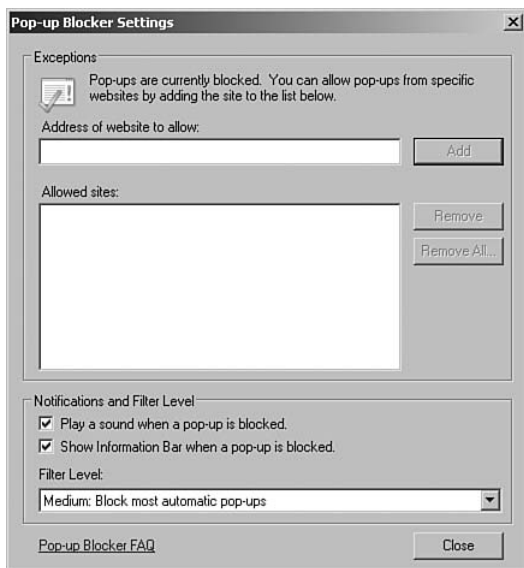 Pop-up Blocker Settings
Exceptions
Pop-ups are currently blocked. You can allow pop-ups from specific
websites by adding the site to the list below.
Address of website to allow:
Add
Allowed sites:
Remove
Remove All...
Notifications and Filter Level
Play a sound when a pop-up is blocked.
Show Information Bar when a pop-up is blocked.
Filter Level:
Medium: Block most automatic pop-ups
Pop-up Blocker FAQ
Close